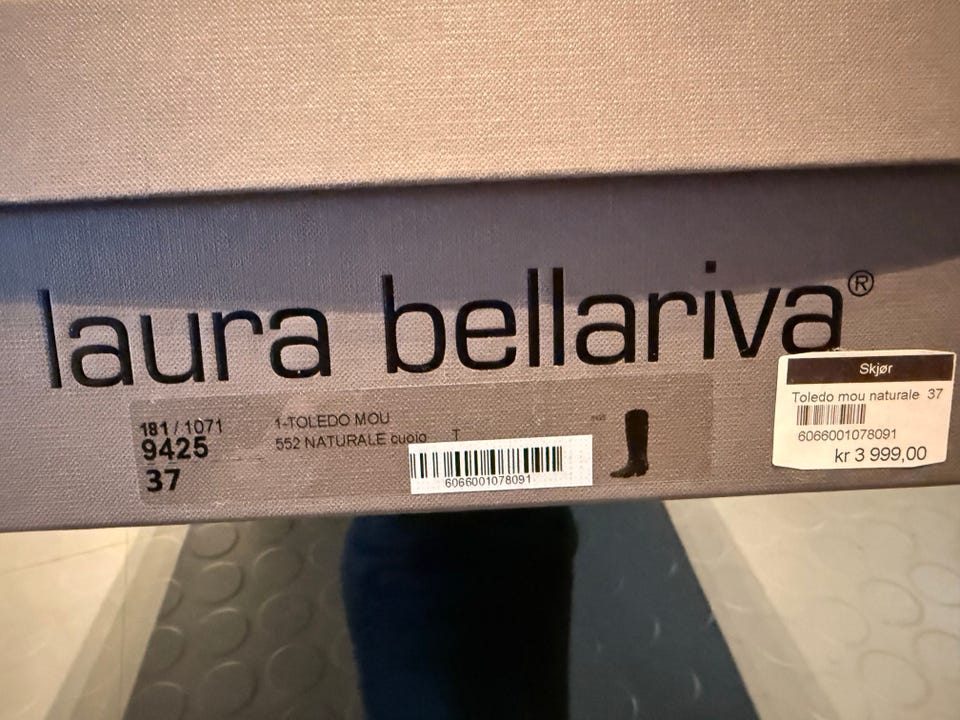 laura bellariva®
181 / 1071
9425
37
1-TOLEDO MOU
552 NATURALE cuoio T
6066001078091
Skjør
Toledo mou naturale 37
6066001078091
kr 3 999,00